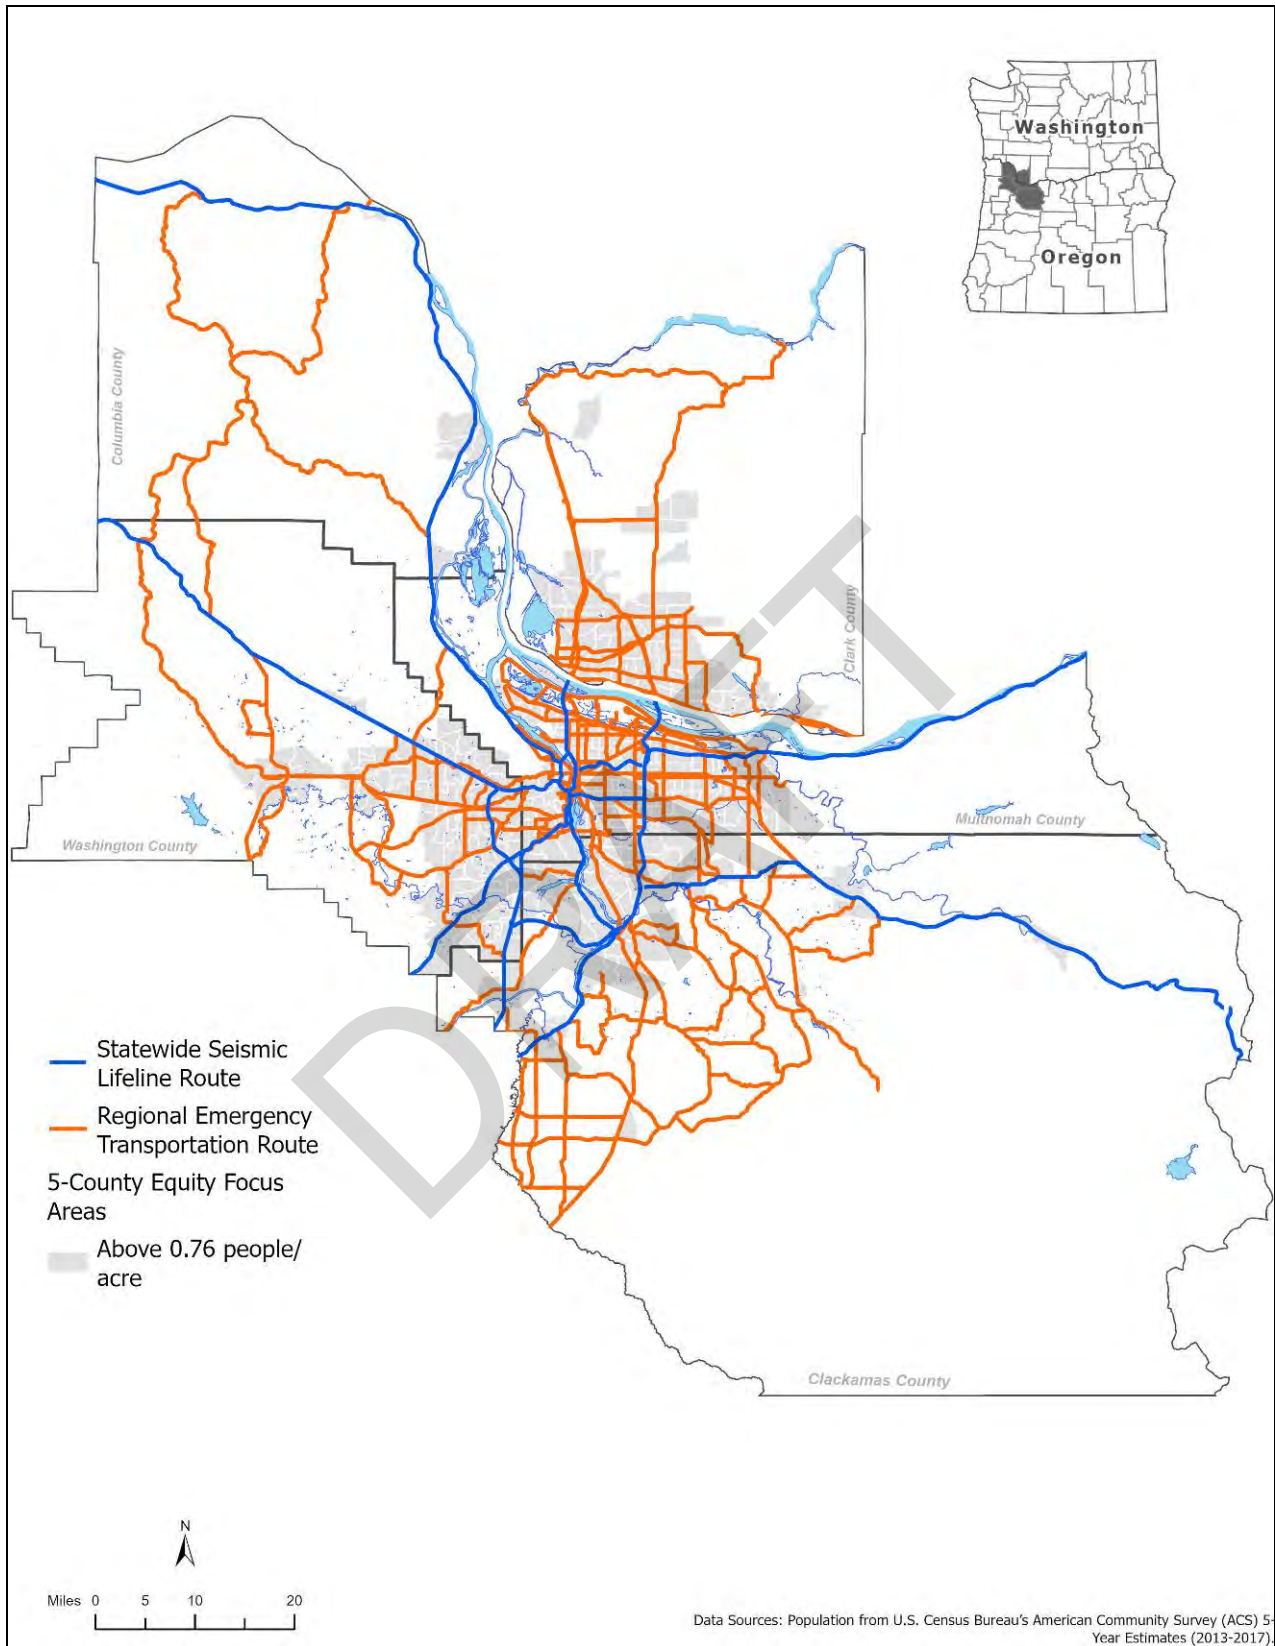 Washington
Oregon
Columbia County
Clark County
Multnomah County
Washington County
DRAFT
Statewide Seismic
Lifeline Route
Regional Emergency
Transportation Route
5-County Equity Focus
Areas
Above 0.76 people/
acre
Clackamas County
N
Miles 0 5 10 20
Data Sources: Population from U.S. Census Bureau's American Community Survey (ACS) 5-
Year Estimates (2013-2017).